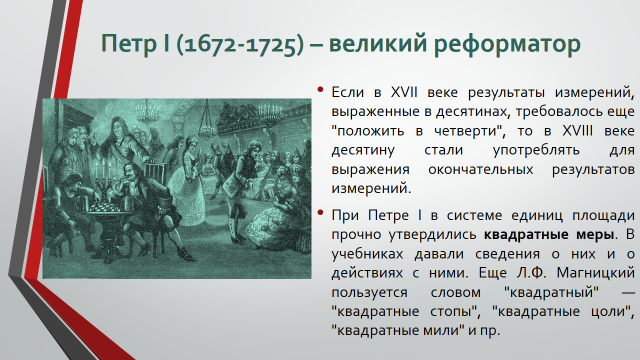 Петр I (1672-1725) – великий реформатор
Если в XVII веке результаты измерений,
выраженные в десятинах, требовалось еще
"положить в четверти", то в XVIII веке
десятину стали употреблять для
выражения окончательных результатов
измерений.
При Петре I в системе единиц площади
прочно утвердились квадратные меры. В
учебниках давали сведения о них и о
действиях с ними. Еще Л.Ф. Магницкий
пользуется словом "квадратный" —
"квадратные стопы", "квадратные цоли",
"квадратные мили" и пр.